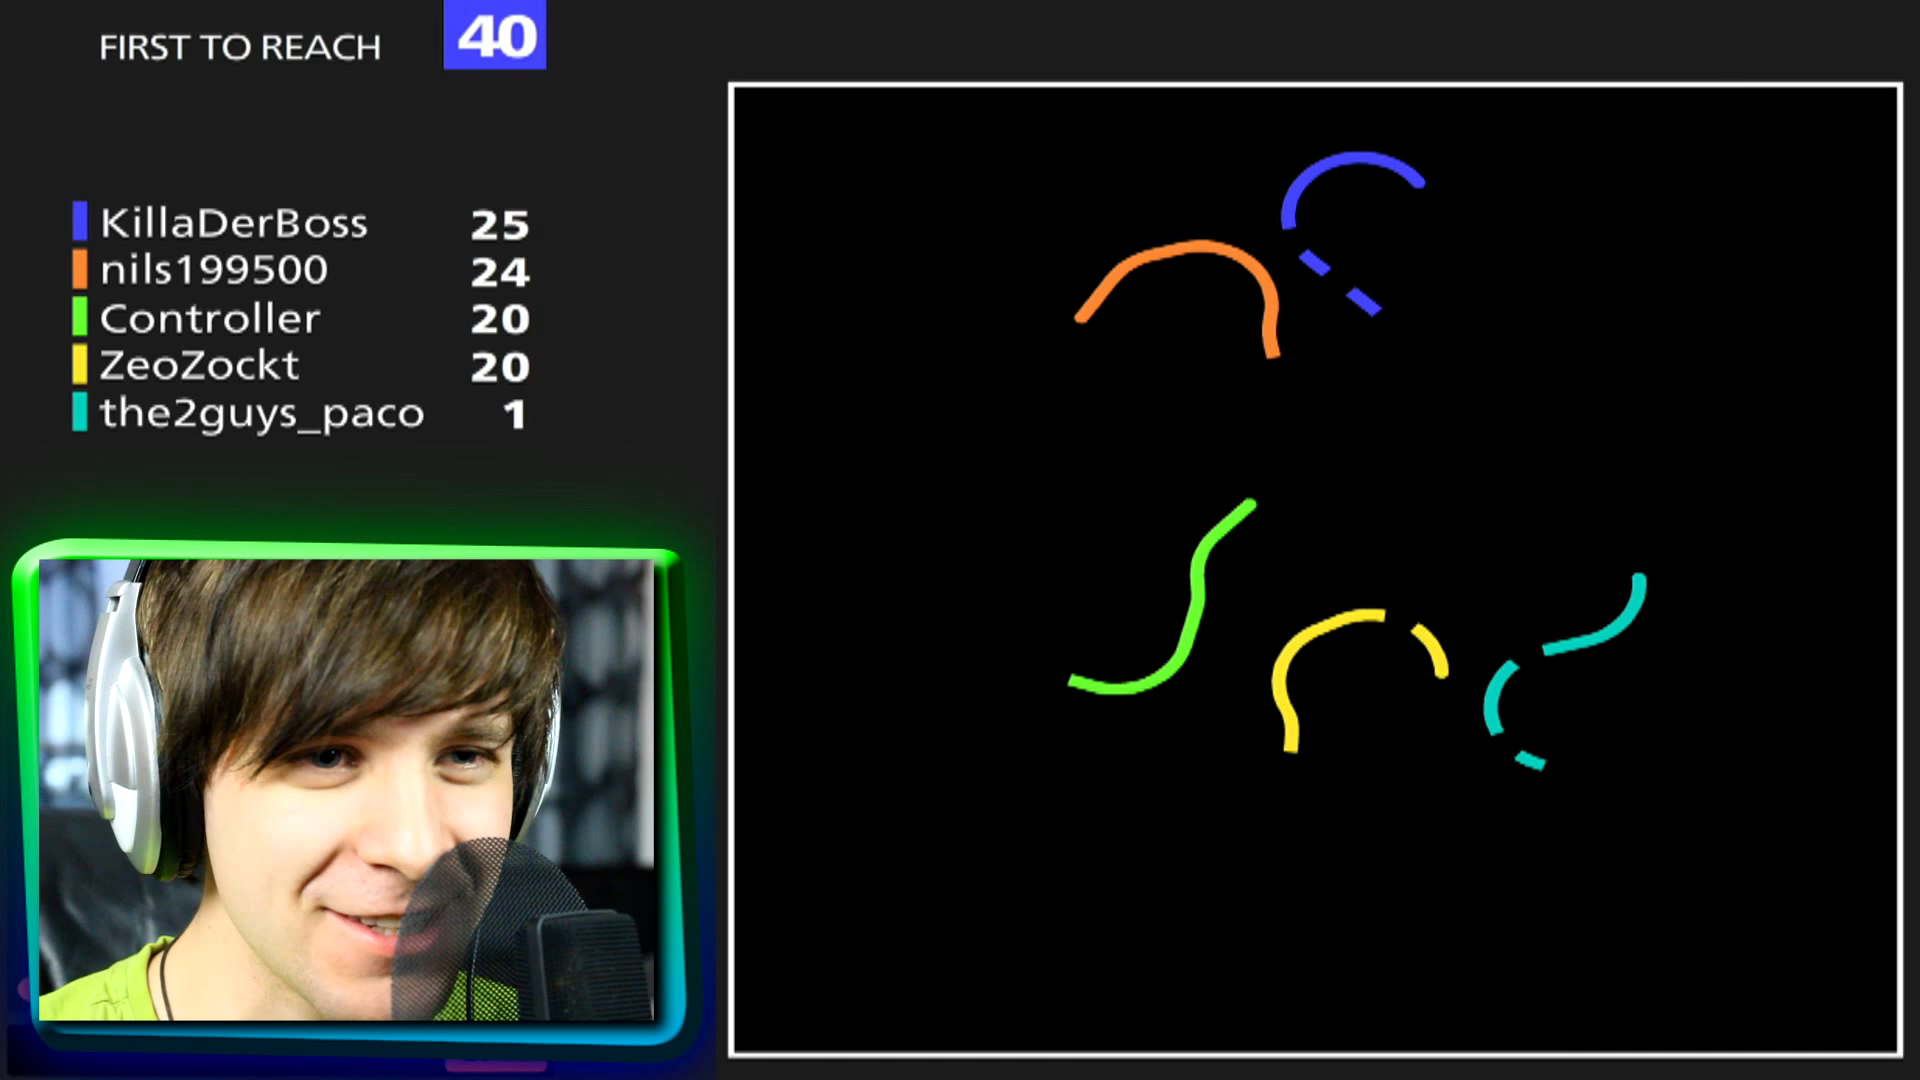 FIRST TO REACH 40
KillaDerBoss 25
nils199500 24
Controller 20
ZeoZockt 20
the2guys_paco 1